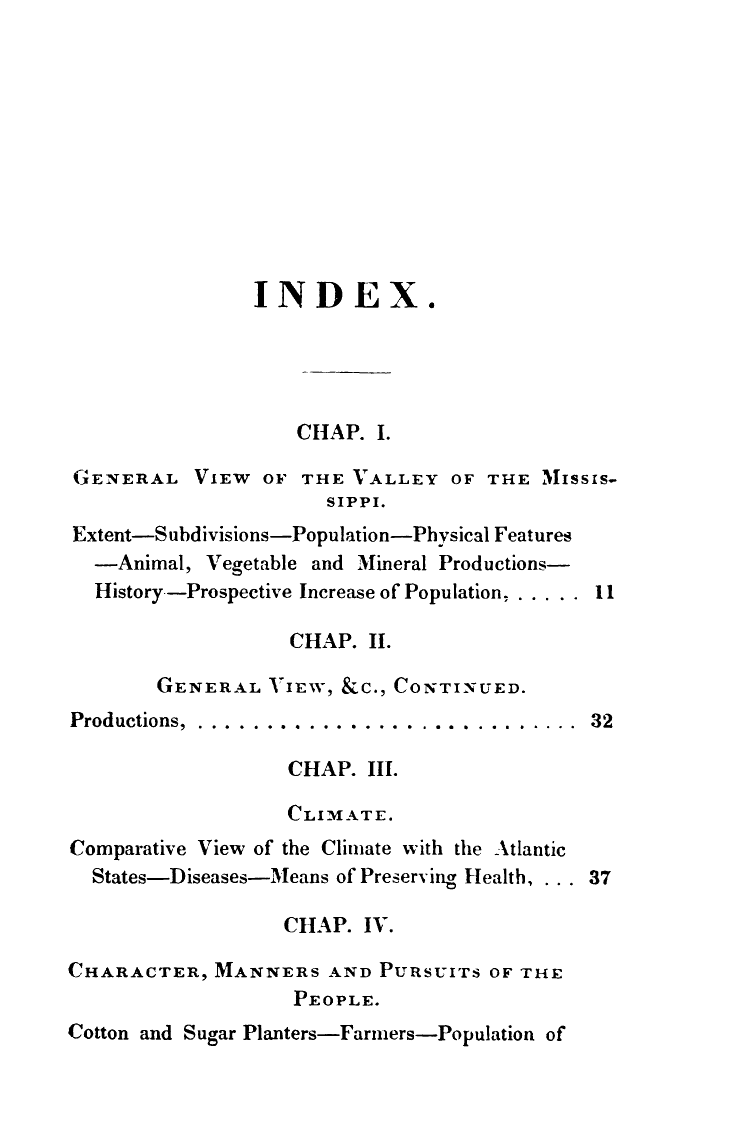 INDEX.
CHAP. I.
General View of the Valley of the Missis-
sippi.
Extent—Subdivisions—Population—Physical Features
—Animal, Vegetable and Mineral Productions—
History—Prospective Increase of Population, . . . . . 11
CHAP. II.
General View, &c., Continued.
Productions, . . . . . . . . . . . . . . . . . . . . . . . . . . . . 32
CHAP. III.
Climate.
Comparative View of the Climate with the Atlantic
States—Diseases—Means of Preserving Health, . . . 37
CHAP. IV.
Character, Manners and Pursuits of the
People.
Cotton and Sugar Planters—Farmers—Population of